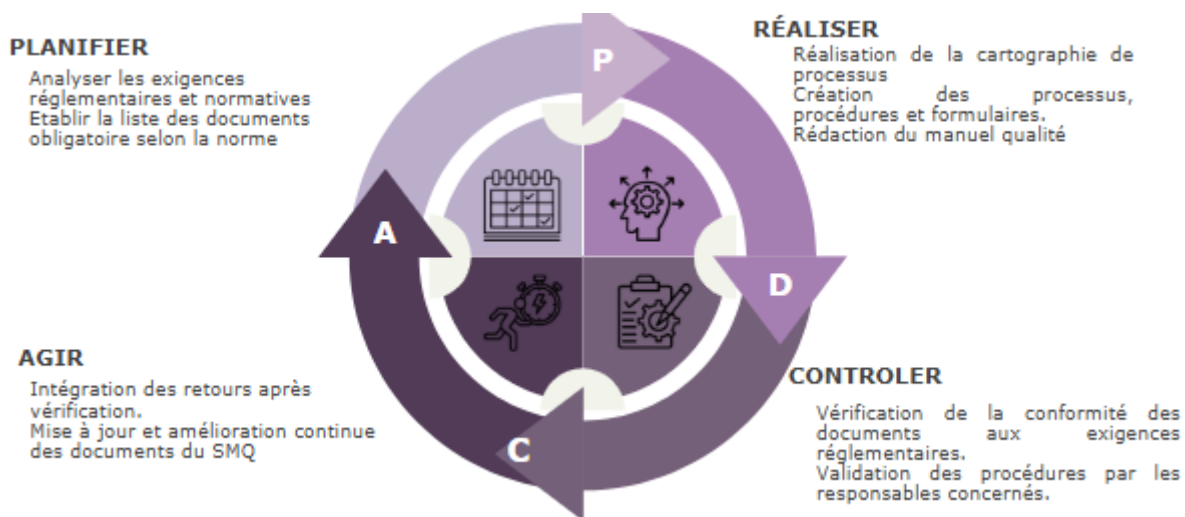 PLANIFIER
Analyser les exigences
réglementaires et normatives
Etablir la liste des documents
obligatoire selon la norme
P
RÉALISER
Réalisation de la cartographie de
processus
Création des processus,
procédures et formulaires.
Rédaction du manuel qualité
A
D
AGIR
Intégration des retours après
vérification.
Mise à jour et amélioration continue
des documents du SMQ
C
CONTROLER
Vérification de la conformité des
documents aux exigences
réglementaires.
Validation des procédures par les
responsables concernés.